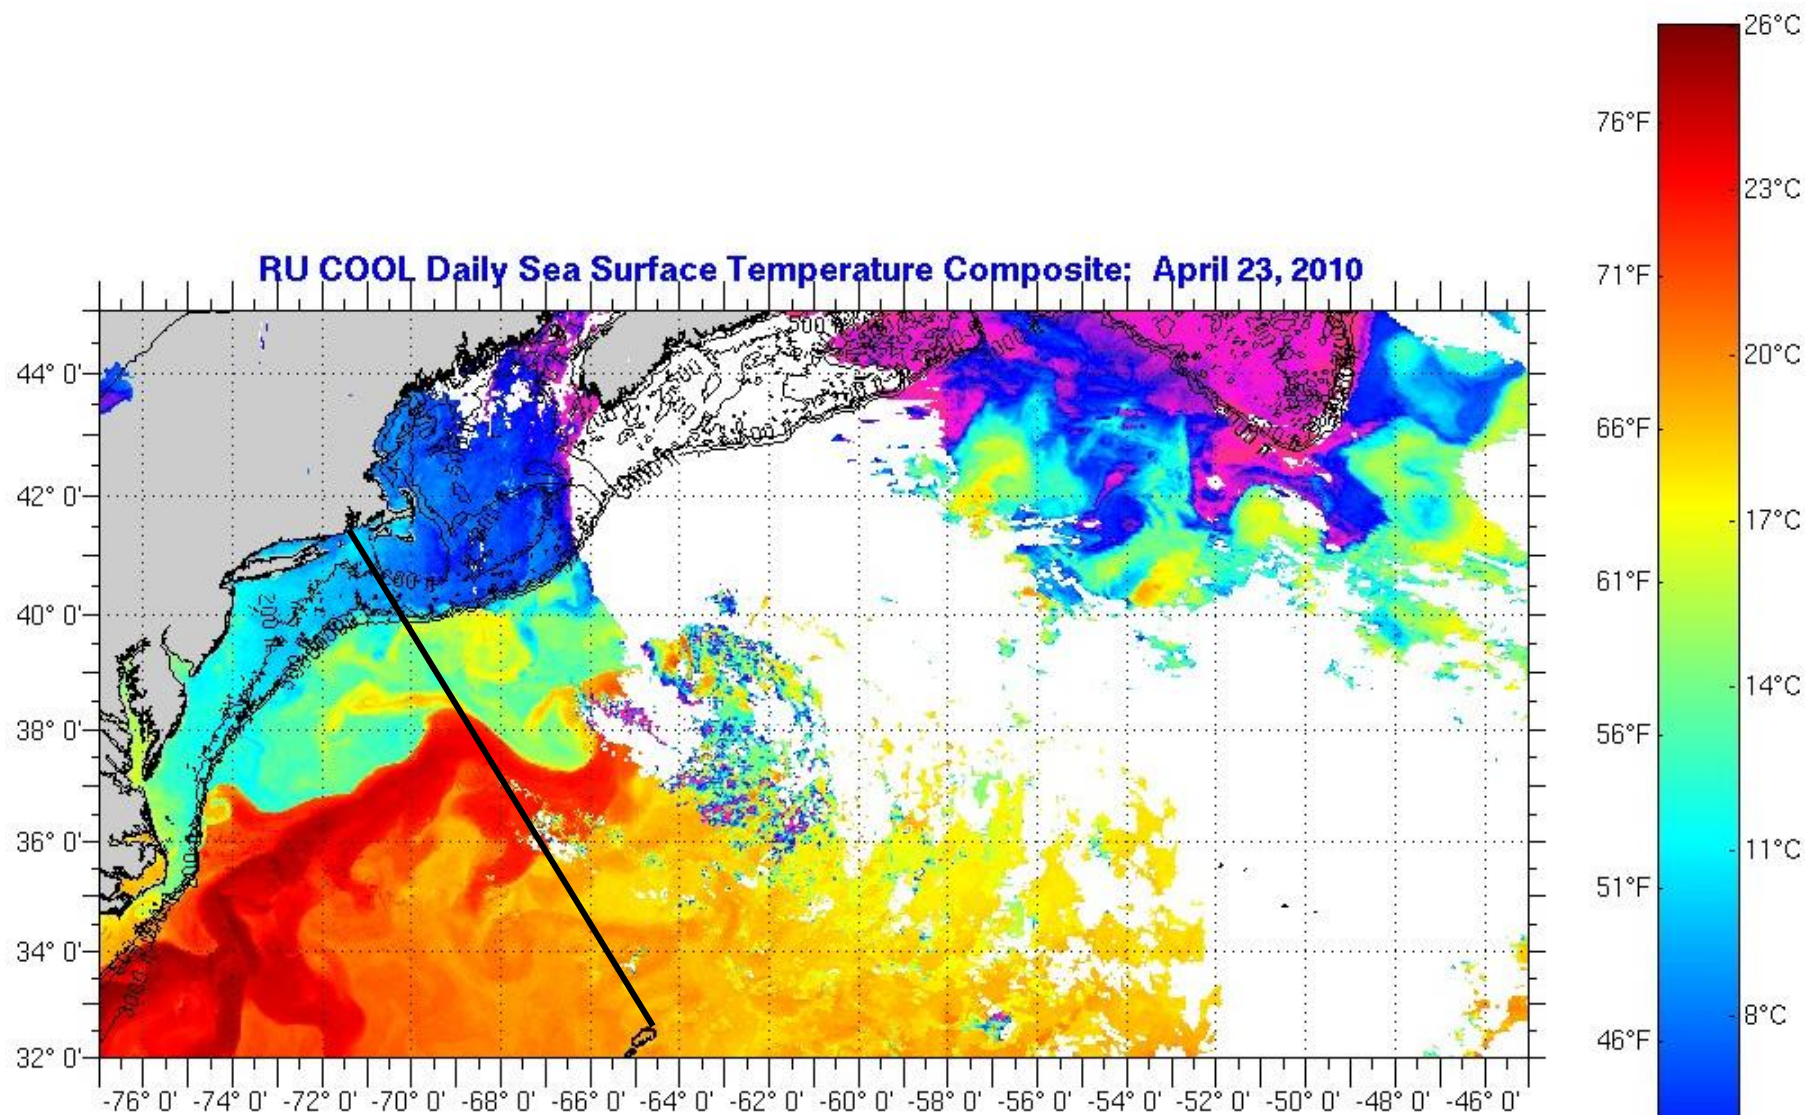 26°C
76°F
23°C
RU COOL Daily Sea Surface Temperature Composite: April 23, 2010
71°F
20°C
44° 0'
66°F
42° 0'
17°C
61°F
40° 0'
14°C
38° 0'
56°F
36° 0'
11°C
51°F
34° 0'
8°C
46°F
32° 0'
-76° 0' -74° 0' -72° 0' -70° 0' -68° 0' -66° 0' -64° 0' -62° 0' -60° 0' -58° 0' -56° 0' -54° 0' -52° 0' -50° 0' -48° 0' -46° 0'